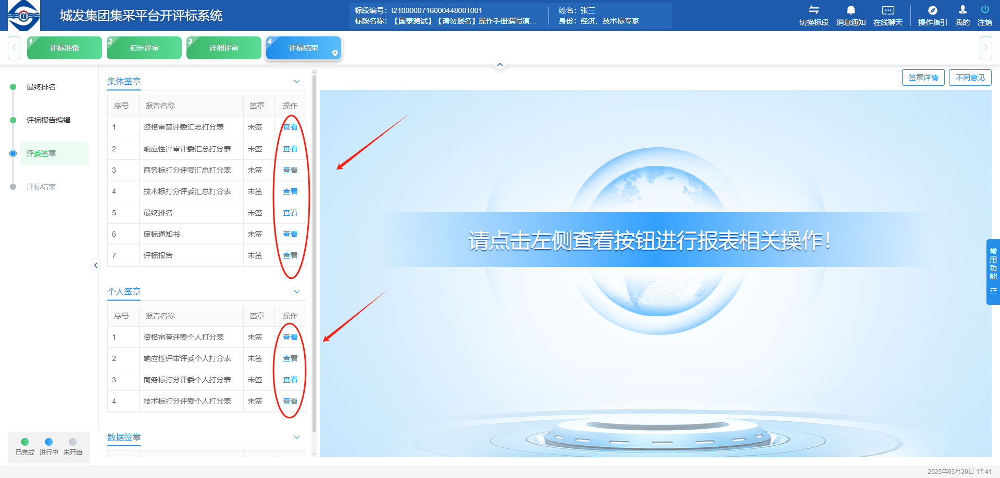 城发集团集采平台开评标系统
标段编号：I2100000716000448001001
标段名称：【国泰测试】【请勿报名】操作手册撰写演...
姓名：张三
身份：经济、技术标专家
切换标段 消息通知 在线聊天 操作指引 我的 注销
1 评标准备
2 初步评审
3 详细评审
4 评标结束
最终排名
评标报告编辑
评委签章
评标结束
已完成 进行中 未开始
集体签章
序号 报告名称 签章 操作
1 资格审查评委汇总打分表 未签 查看
2 响应性评审评委汇总打分表 未签 查看
3 商务标打分评委汇总打分表 未签 查看
4 技术标打分评委汇总打分表 未签 查看
5 最终排名 未签 查看
6 废标通知书 未签 查看
7 评标报告 未签 查看
个人签章
序号 报告名称 签章 操作
1 资格审查评委个人打分表 未签 查看
2 响应性评审评委个人打分表 未签 查看
3 商务标打分评委个人打分表 未签 查看
4 技术标打分评委个人打分表 未签 查看
数据签章
签章详情 不同意见
请点击左侧查看按钮进行报表相关操作！
常用功能
2025年03月20日 17:41